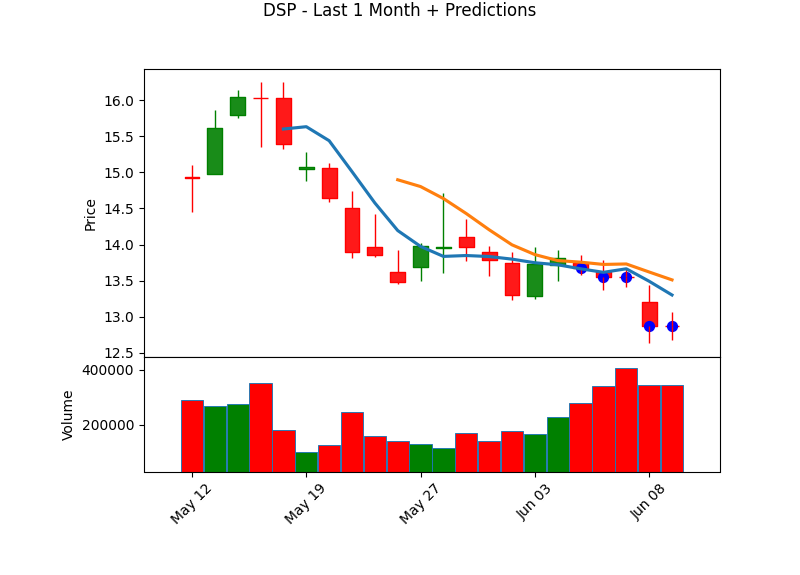 DSP - Last 1 Month + Predictions
Price
16.0
15.5
15.0
14.5
14.0
13.5
13.0
12.5
Volume
400000
200000
May 12
May 19
May 27
Jun 03
Jun 08